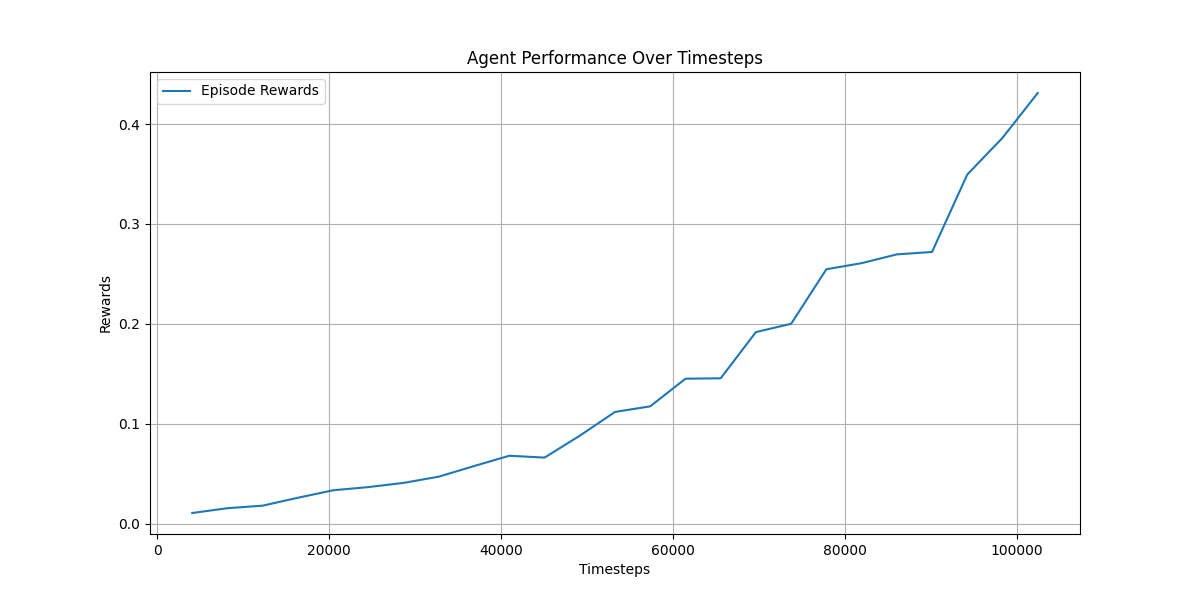 Agent Performance Over Timesteps
Episode Rewards
Rewards
0.4
0.3
0.2
0.1
0.0
0 20000 40000 60000 80000 100000
Timesteps